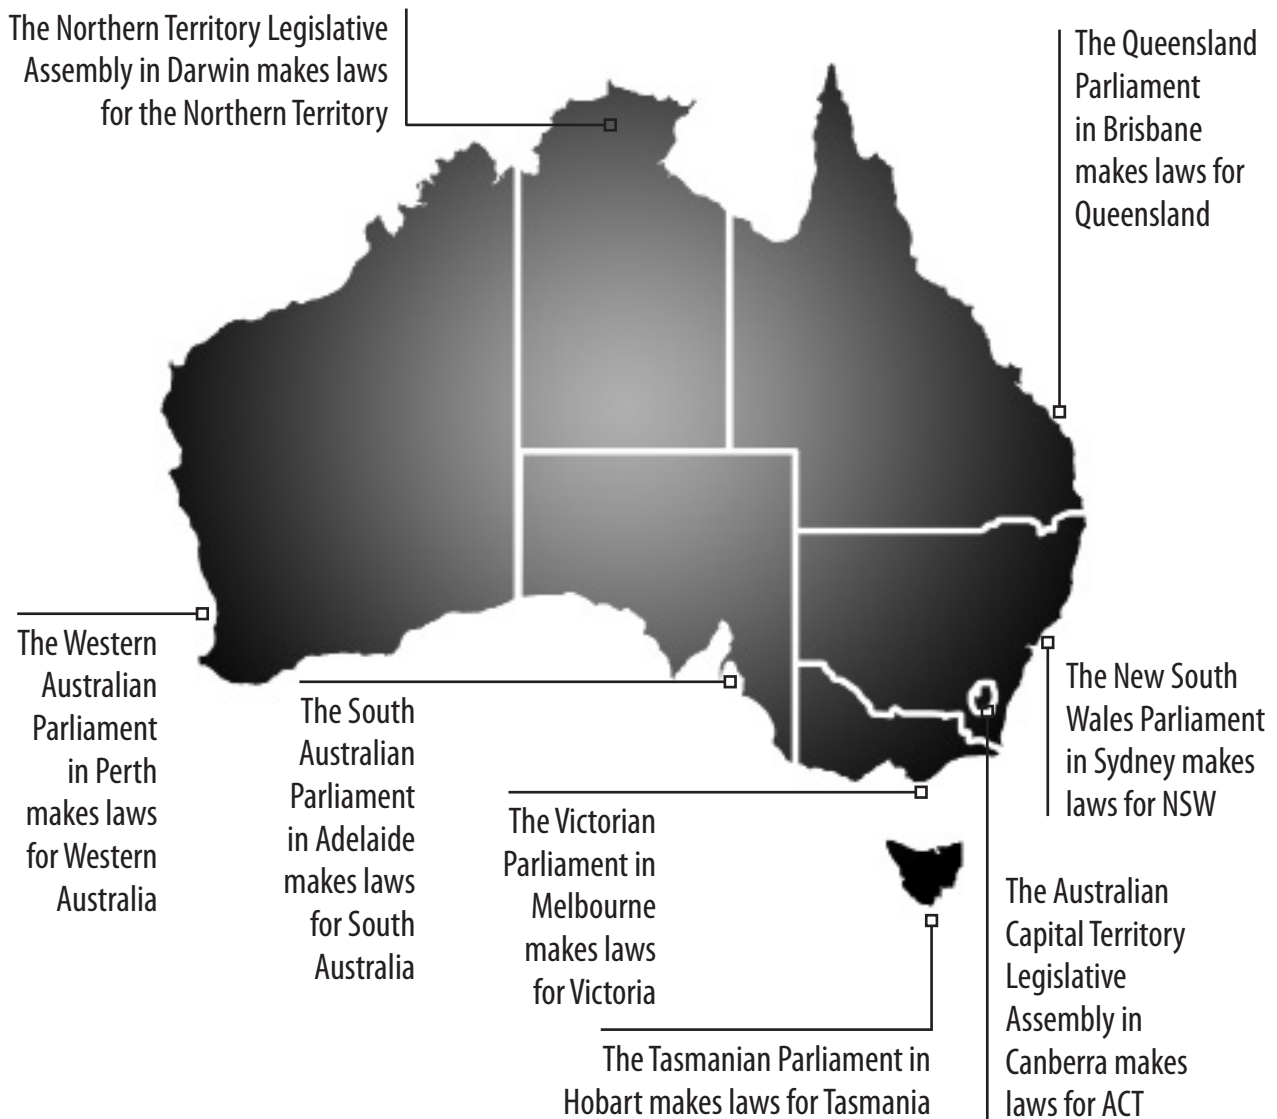 The Northern Territory Legislative
Assembly in Darwin makes laws
for the Northern Territory
The Queensland
Parliament
in Brisbane
makes laws for
Queensland
The Western
Australian
Parliament
in Perth
makes laws
for Western
Australia
The South
Australian
Parliament
in Adelaide
makes laws
for South
Australia
The Victorian
Parliament in
Melbourne
makes laws
for Victoria
The New South
Wales Parliament
in Sydney makes
laws for NSW
The Tasmanian Parliament in
Hobart makes laws for Tasmania
The Australian
Capital Territory
Legislative
Assembly in
Canberra makes
laws for ACT